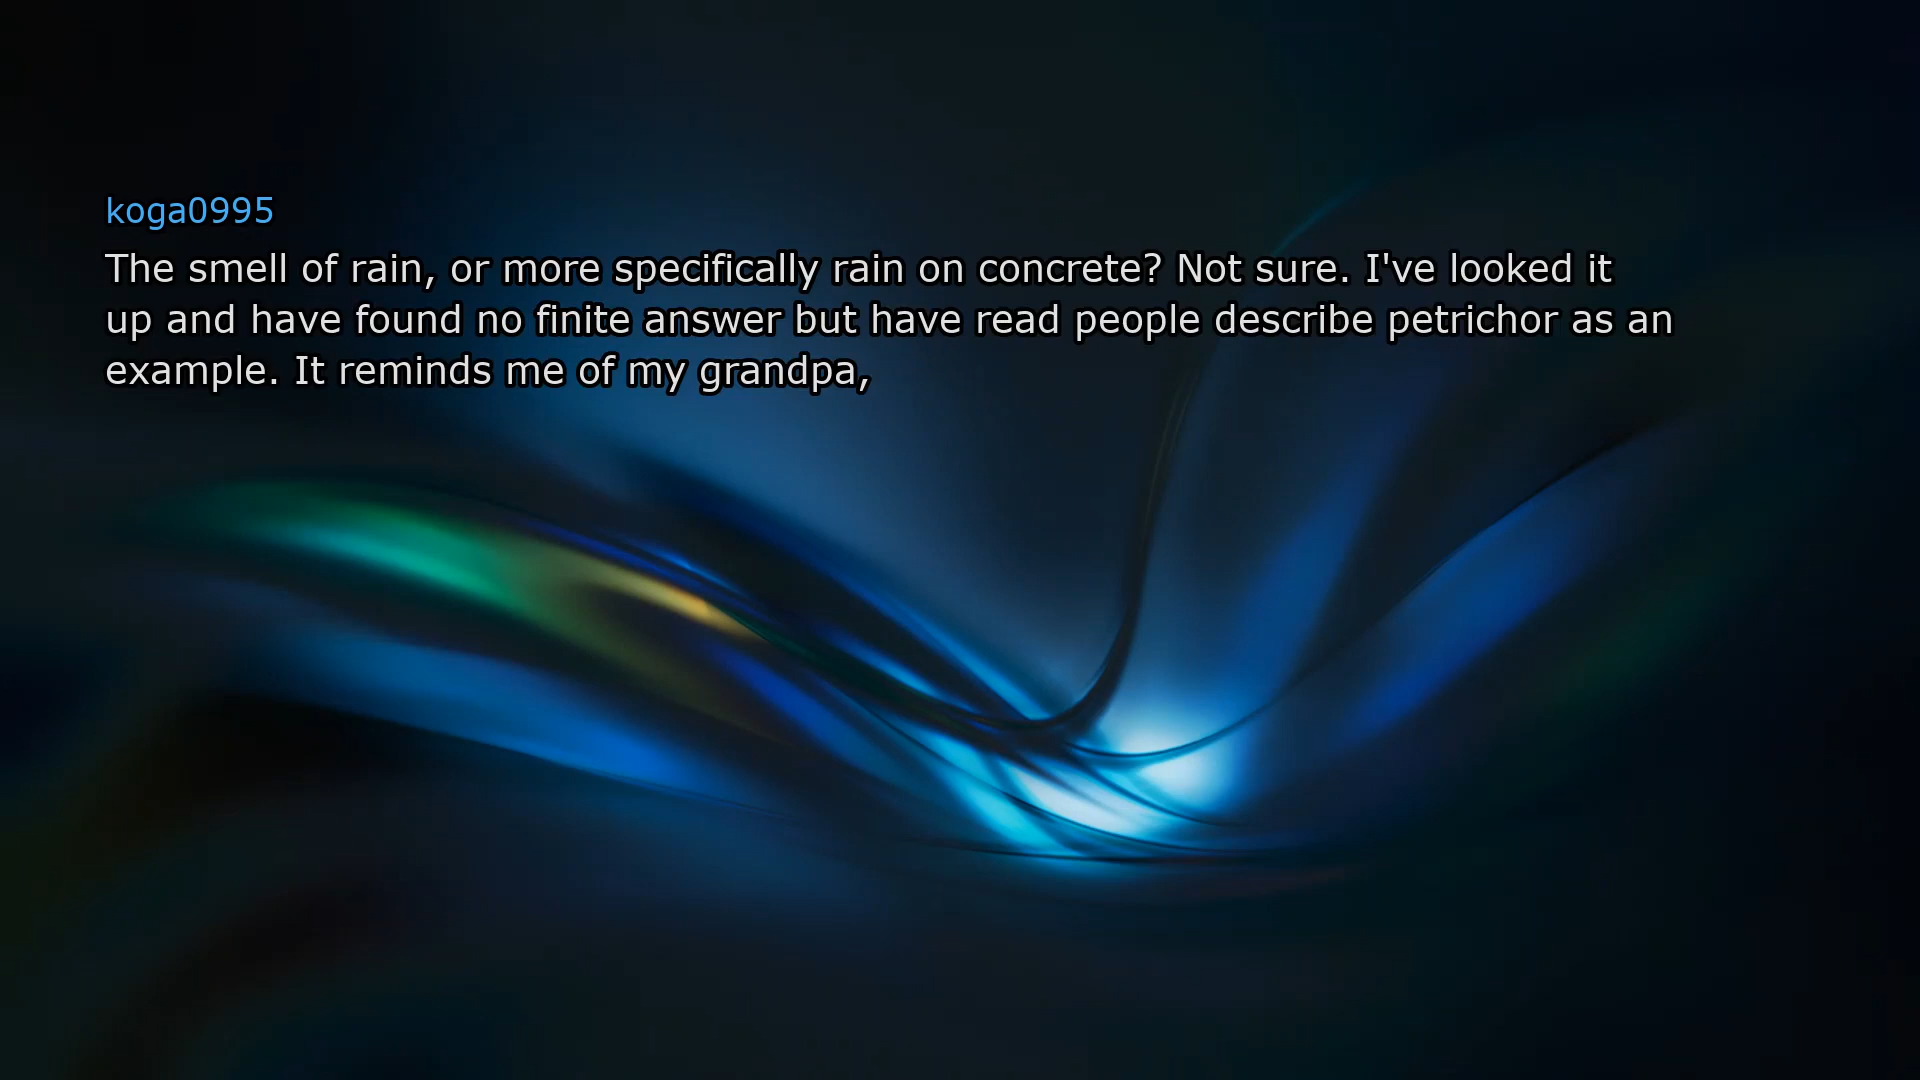 koga0995
The smell of rain, or more specifically rain on concrete? Not sure. I've looked it
up and have found no finite answer but have read people describe petrichor as an
example. It reminds me of my grandpa,